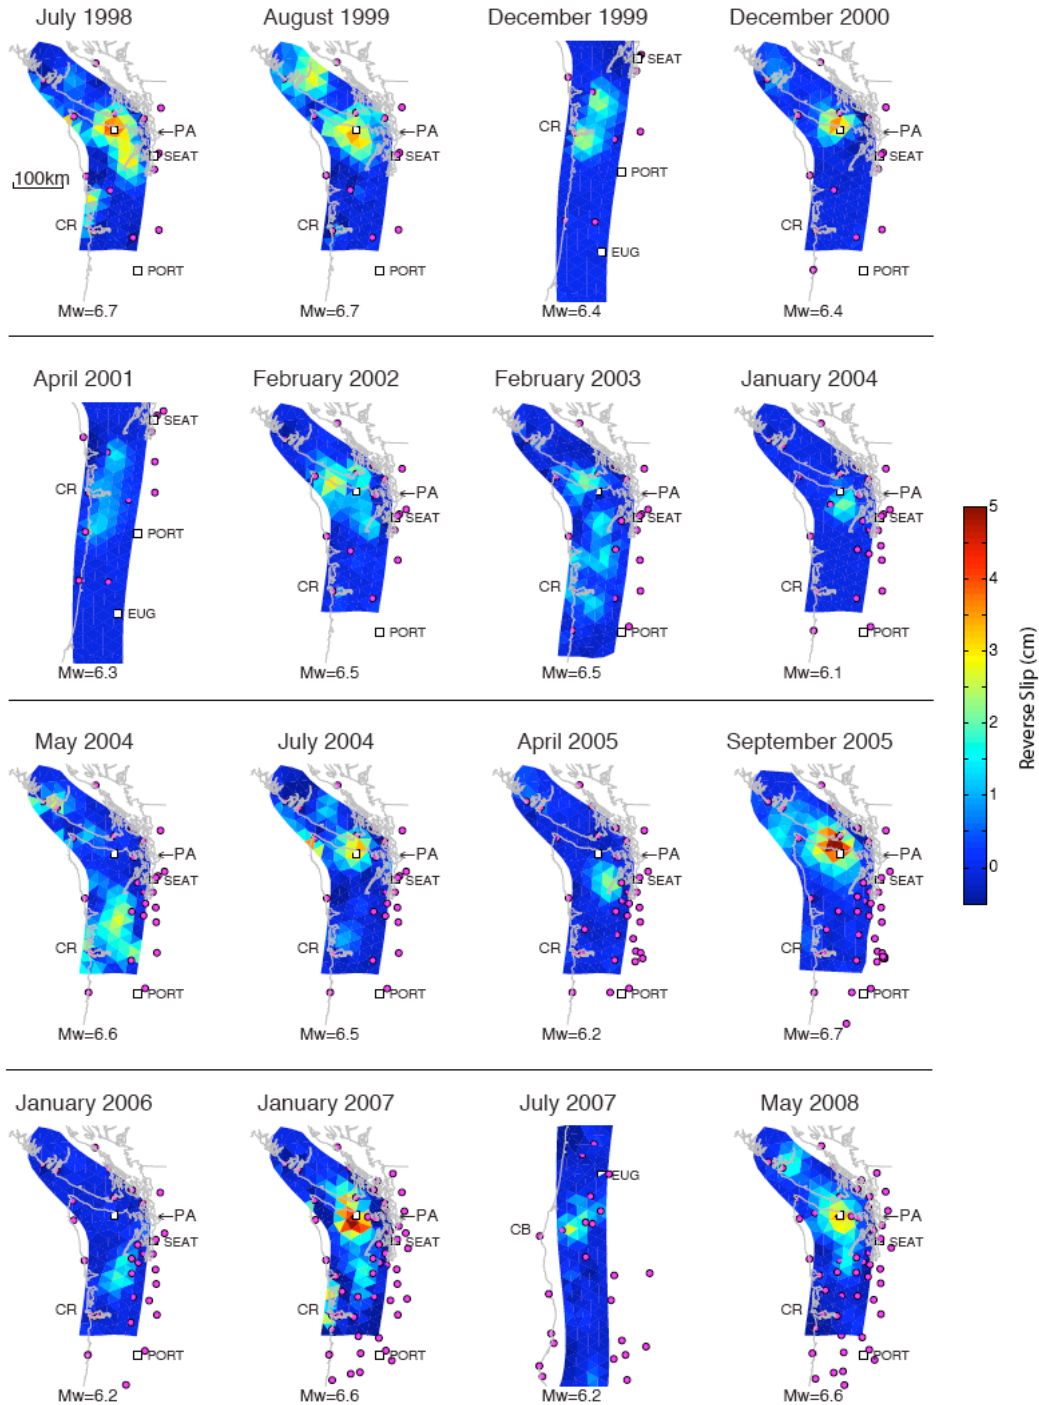 July 1998
August 1999
December 1999
December 2000
←PA
SEAT
100km
CR
PORT
Mw=6.7
←PA
SEAT
CR
PORT
Mw=6.7
SEAT
CR
PORT
EUG
Mw=6.4
←PA
SEAT
CR
PORT
Mw=6.4
April 2001
February 2002
February 2003
January 2004
SEAT
CR
PORT
EUG
Mw=6.3
←PA
SEAT
CR
PORT
Mw=6.5
←PA
SEAT
CR
PORT
Mw=6.5
←PA
SEAT
CR
PORT
Mw=6.1
May 2004
July 2004
April 2005
September 2005
←PA
SEAT
CR
PORT
Mw=6.6
←PA
SEAT
CR
PORT
Mw=6.5
←PA
SEAT
CR
PORT
Mw=6.2
←PA
SEAT
CR
PORT
Mw=6.7
January 2006
January 2007
July 2007
May 2008
←PA
SEAT
CR
PORT
Mw=6.2
←PA
SEAT
CR
PORT
Mw=6.6
EUG
CB
Mw=6.2
←PA
SEAT
CR
PORT
Mw=6.6
5
4
3
2
1
0
Reverse Slip (cm)